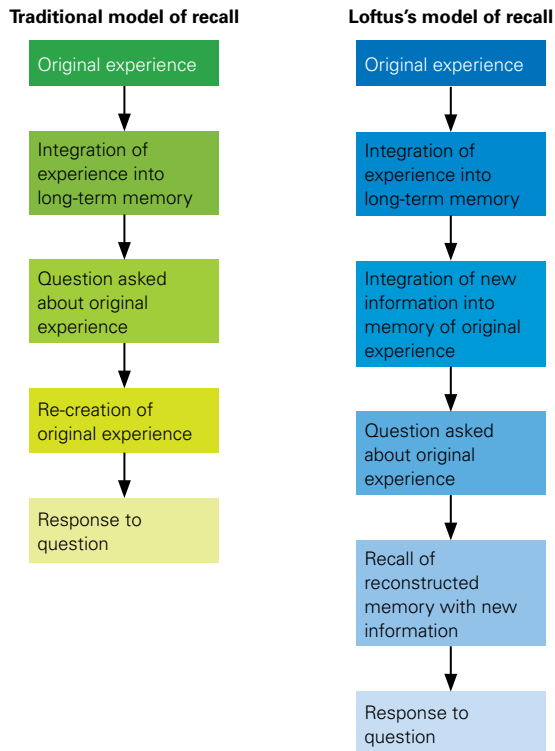 Traditional model of recall
Original experience
Integration of
experience into
long-term memory
Question asked
about original
experience
Re-creation of
original experience
Response to
question
Loftus's model of recall
Original experience
Integration of
experience into
long-term memory
Integration of new
information into
memory of original
experience
Question asked
about original
experience
Recall of
reconstructed
memory with new
information
Response to
question